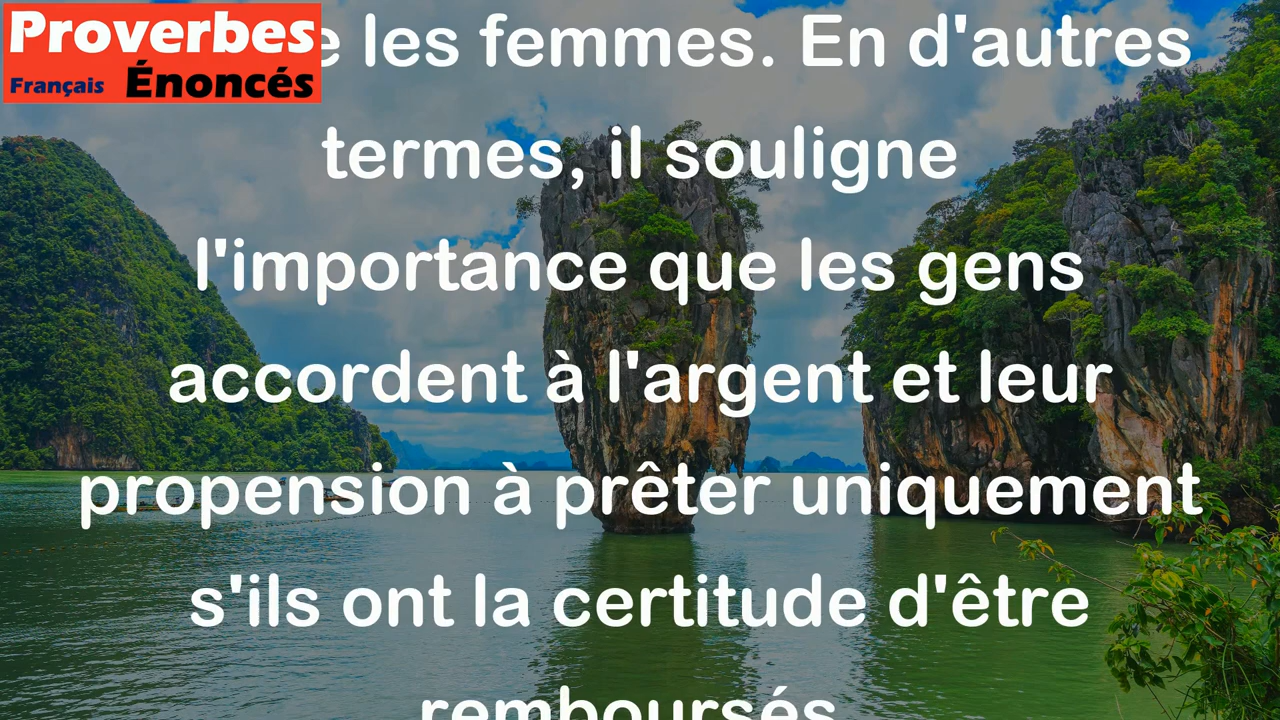 Proverbes
Français Énoncés
les femmes. En d'autres
termes, il souligne
l'importance que les gens
accordent à l'argent et leur
propension à prêter uniquement
s'ils ont la certitude d'être
remboursés